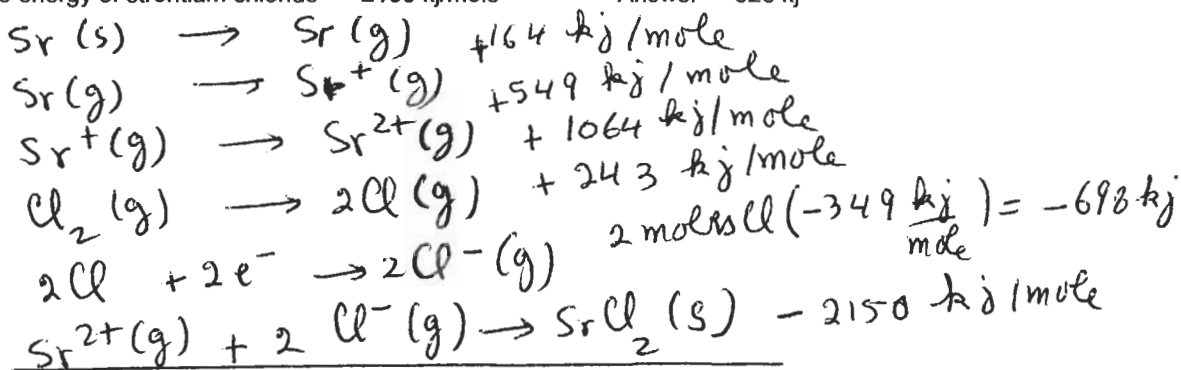 Sr (s) → Sr (g) +164 kj/mole
Sr (g) → Sr⁺ (g) +549 kj/mole
Sr⁺ (g) → Sr²⁺ (g) + 1064 kj/mole
Cl₂ (g) → 2Cl (g) + 243 kj/mole
2Cl + 2e⁻ → 2Cl⁻ (g) 2 moles Cl (-349 kj/mole) = -698 kj
Sr²⁺ (g) + 2 Cl⁻ (g) → SrCl₂ (s) - 2150 kj/mole